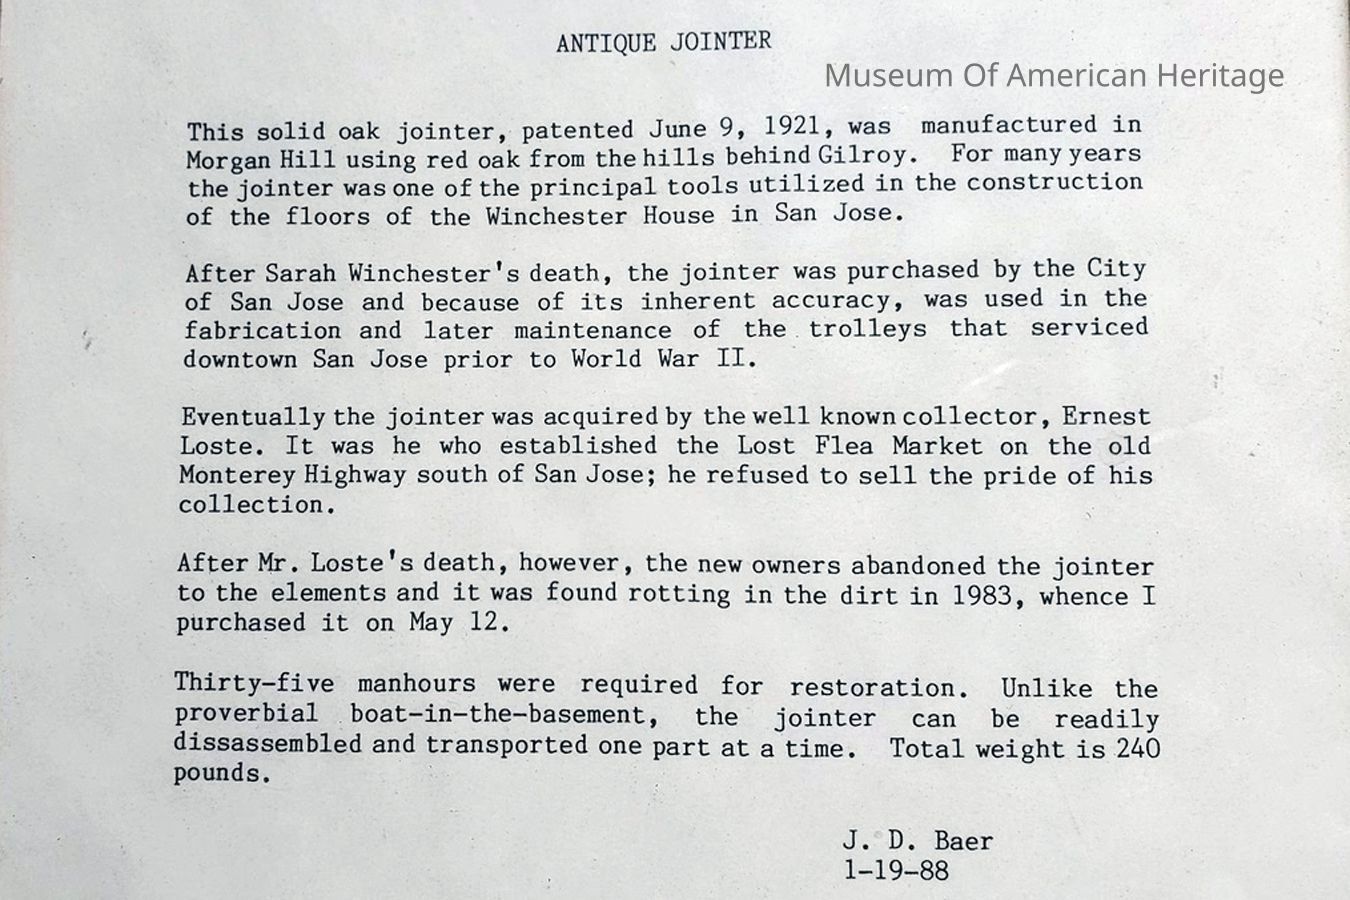 ANTIQUE JOINTER
Museum Of American Heritage
This solid oak jointer, patented June 9, 1921, was manufactured in
Morgan Hill using red oak from the hills behind Gilroy. For many years
the jointer was one of the principal tools utilized in the construction
of the floors of the Winchester House in San Jose.
After Sarah Winchester's death, the jointer was purchased by the City
of San Jose and because of its inherent accuracy, was used in the
fabrication and later maintenance of the trolleys that serviced
downtown San Jose prior to World War II.
Eventually the jointer was acquired by the well known collector, Ernest
Loste. It was he who established the Lost Flea Market on the old
Monterey Highway south of San Jose; he refused to sell the pride of his
collection.
After Mr. Loste's death, however, the new owners abandoned the jointer
to the elements and it was found rotting in the dirt in 1983, whence I
purchased it on May 12.
Thirty-five manhours were required for restoration. Unlike the
proverbial boat-in-the-basement, the jointer can be readily
dissassembled and transported one part at a time. Total weight is 240
pounds.
J. D. Baer
1-19-88